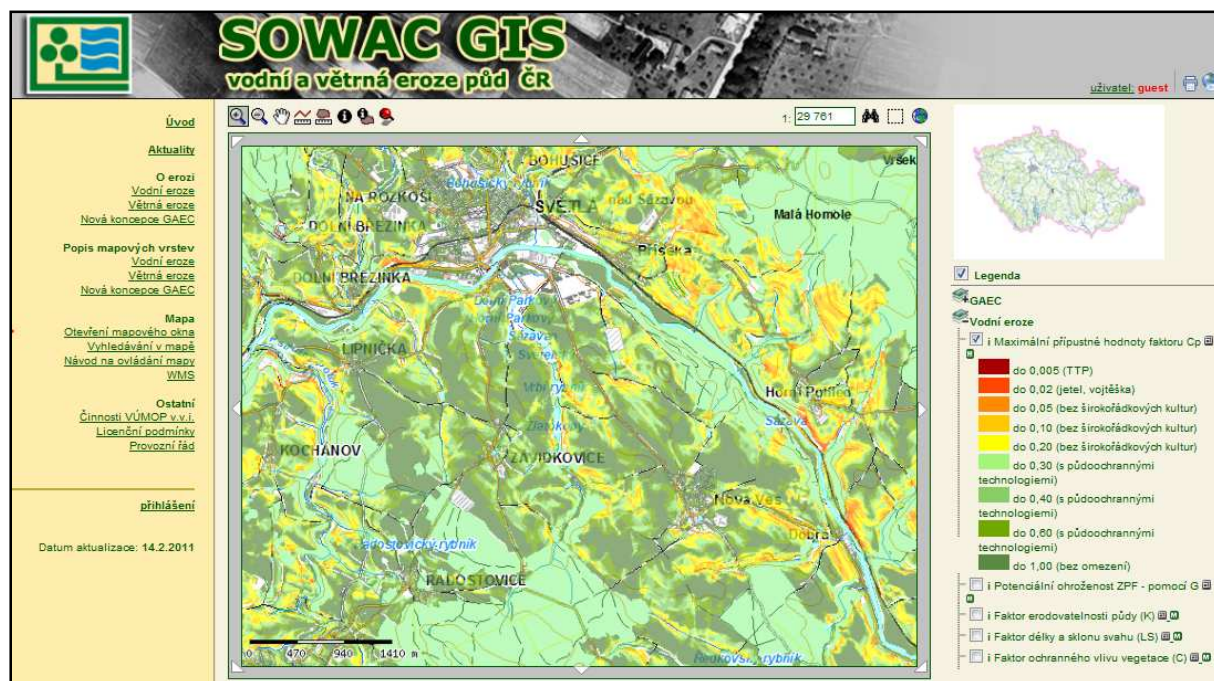 SOWAC GIS
vodní a větrná eroze půd ČR
uživatel: guest
Úvod
Aktuality
O erozi
Vodní eroze
Větrná eroze
Nová koncepce GAEC
Popis mapových vrstev
Vodní eroze
Větrná eroze
Nová koncepce GAEC
Mapa
Otevření mapového okna
Vyhledávání v mapě
Návod na ovládání mapy
WMS
Ostatní
Činnosti VÚMOP v.v.i.
Licenční podmínky
Provozní řád
přihlášení
Datum aktualizace: 14.2.2011
1: 29 761
BOHUSICE
Vršek
Bohušický rybník
NA ROZKOŠI
SVĚTLÁ nad Sázavou
Malá Homole
DOLNÍ BŘEZINKA
Příseka
DOLNÍ BŘEZINKA
Sázava
LIPNIČKA
Horní Pohled
Sázava
KOCHÁNOV
ZÁVIDKOVICE
Nová Ves
Dobrá
Radostovický rybník
RADOSTOVICE
0 470 940 1410 m
Ředkovský rybník
Legenda
GAEC
Vodní eroze
i Maximální přípustné hodnoty faktoru Cp
do 0,005 (TTP)
do 0,02 (jetel, vojtěška)
do 0,05 (bez širokořádkových kultur)
do 0,10 (bez širokořádkových kultur)
do 0,20 (bez širokořádkových kultur)
do 0,30 (s půdoochrannými
technologiemi)
do 0,40 (s půdoochrannými
technologiemi)
do 0,60 (s půdoochrannými
technologiemi)
do 1,00 (bez omezení)
i Potenciální ohroženost ZPF - pomocí G
i Faktor erodovatelnosti půdy (K)
i Faktor délky a sklonu svahu (LS)
i Faktor ochranného vlivu vegetace (C)